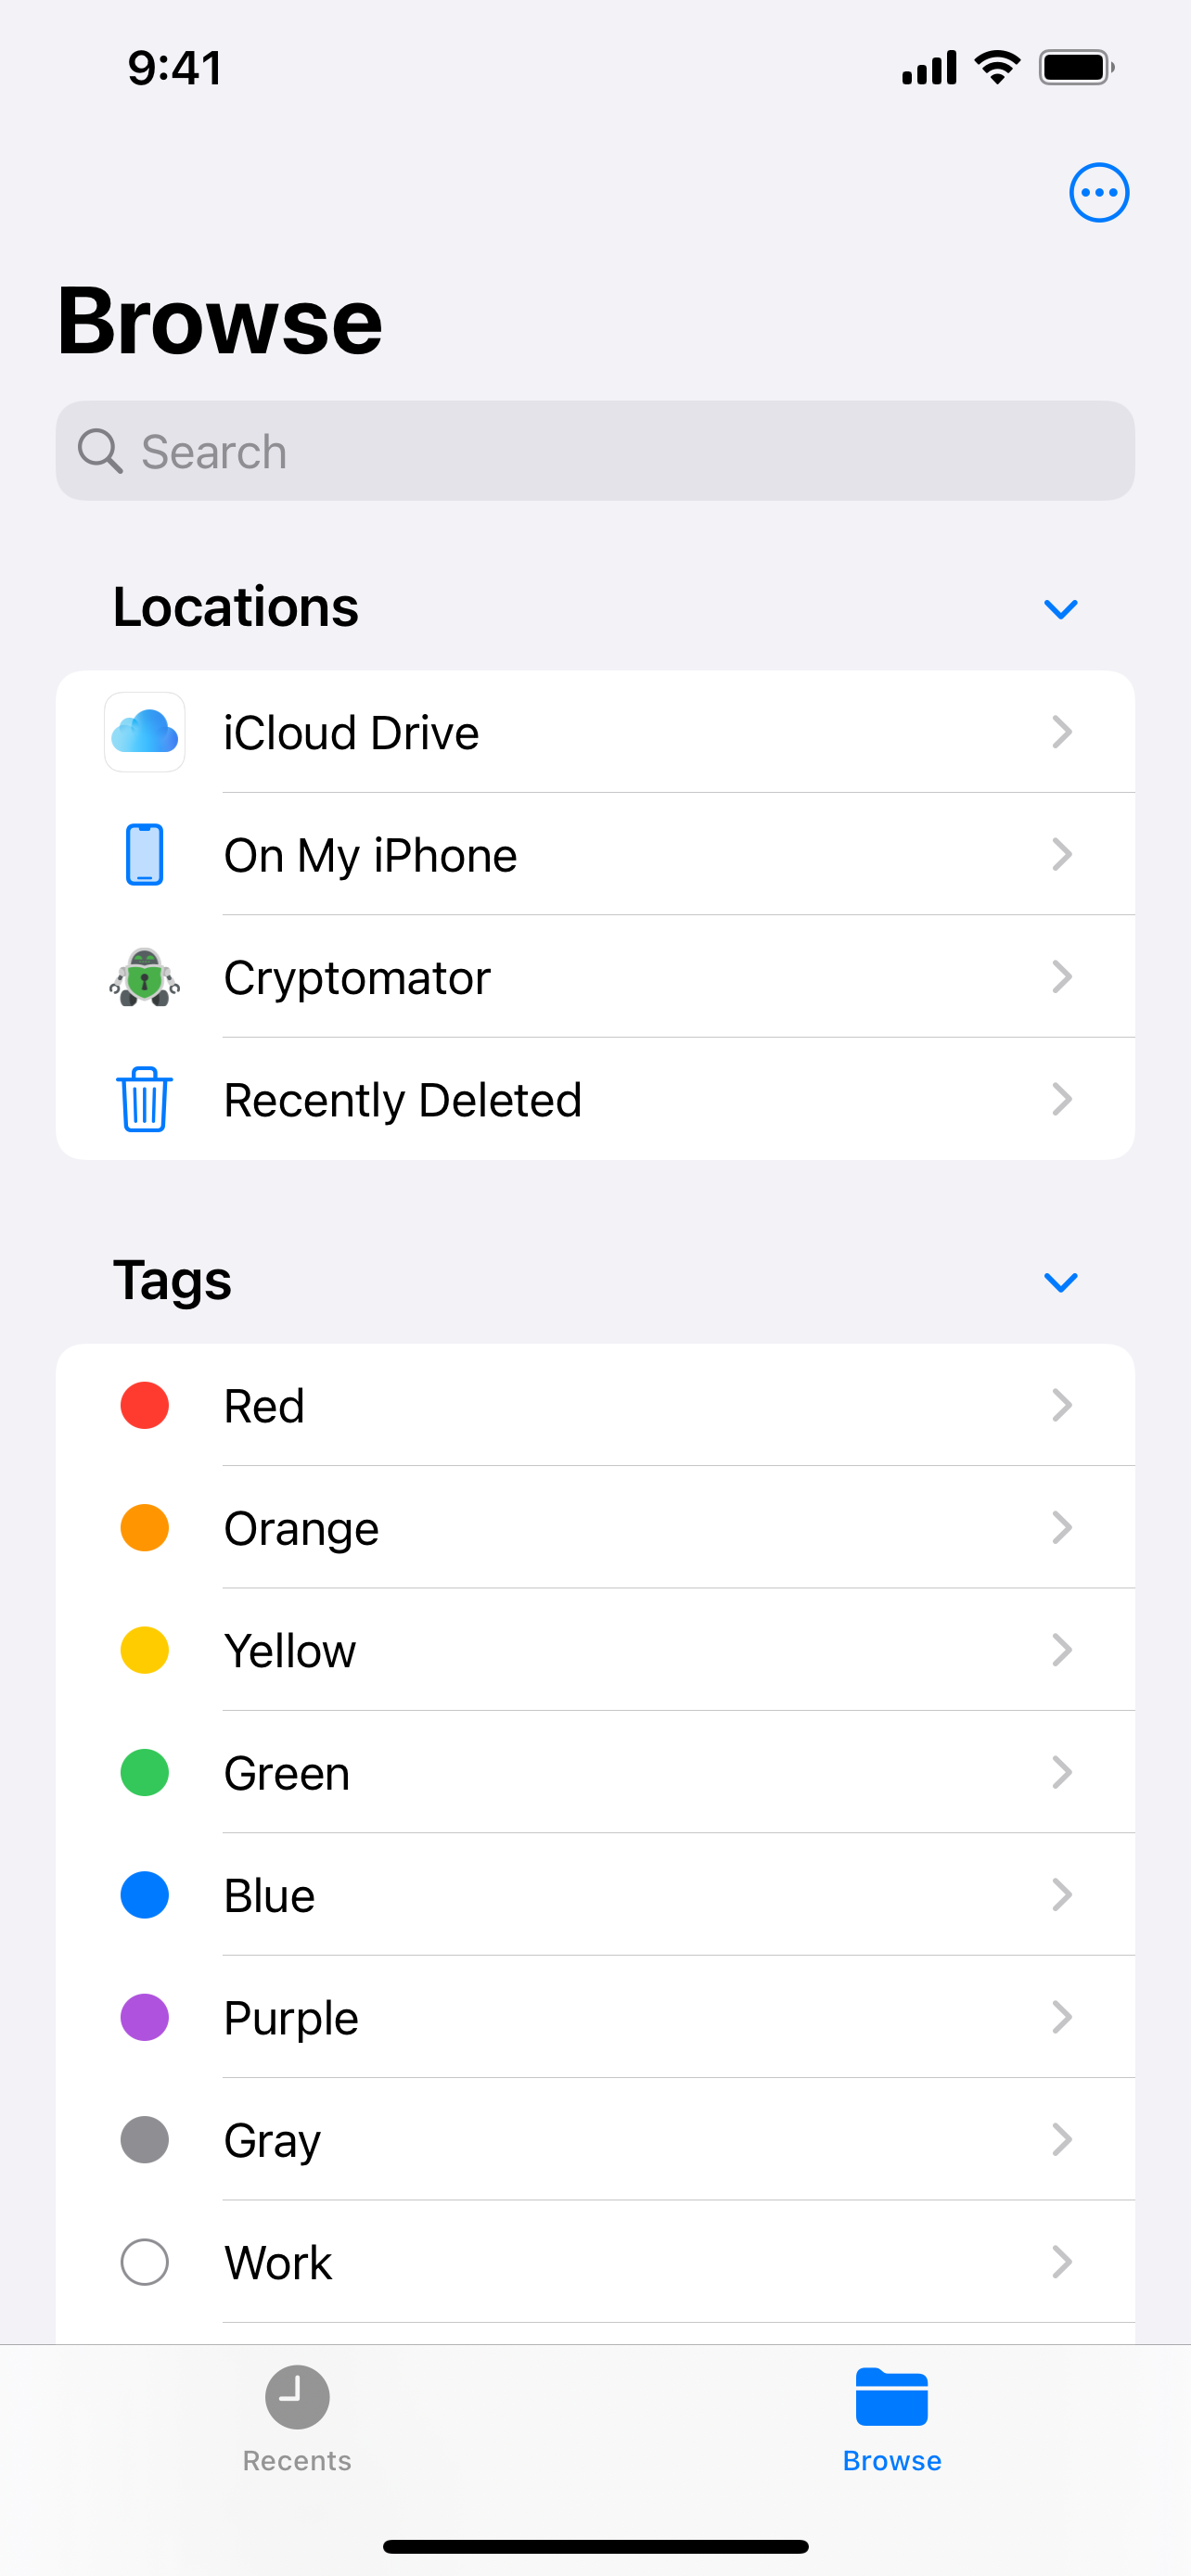 9:41
Browse
Search
Locations
iCloud Drive
On My iPhone
Cryptomator
Recently Deleted
Tags
Red
Orange
Yellow
Green
Blue
Purple
Gray
Work
Recents
Browse